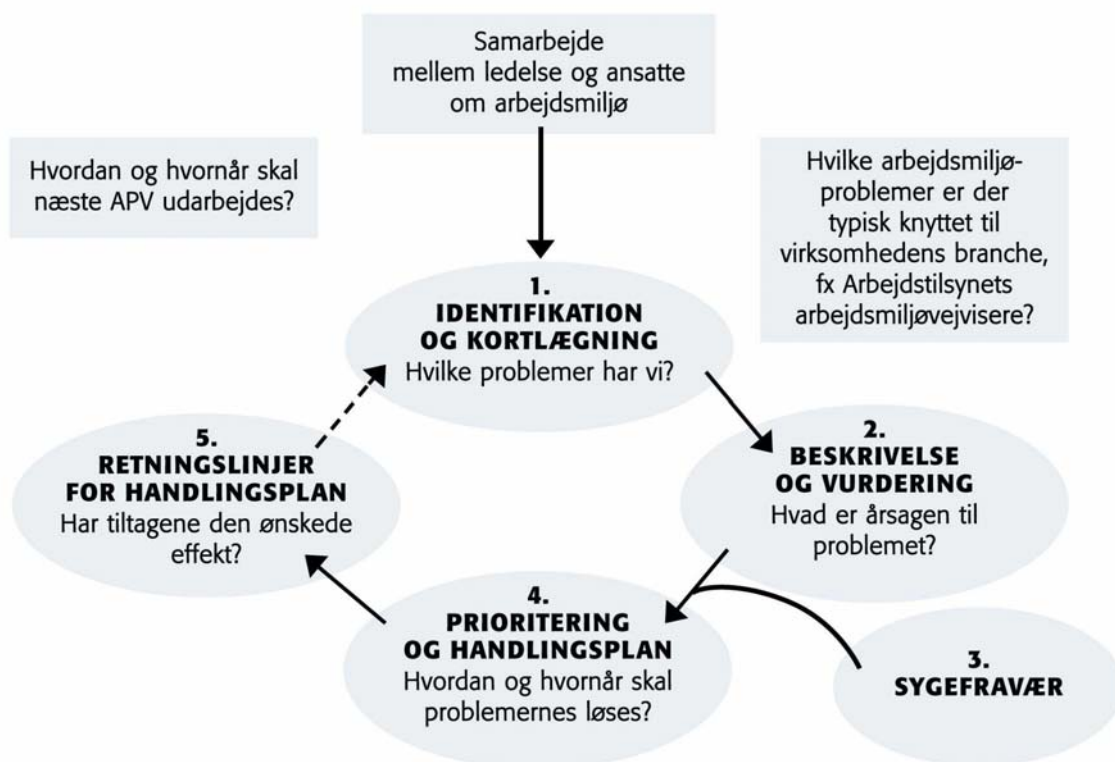 Samarbejde
mellem ledelse og ansatte
om arbejdsmiljø
Hvordan og hvornår skal
næste APV udarbejdes?
Hvilke arbejdsmiljø-
problemer er der
typisk knyttet til
virksomhedens branche,
fx Arbejdstilsynets
arbejdsmiljøvejvisere?
1.
IDENTIFIKATION
OG KORTLÆGNING
Hvilke problemer har vi?
2.
BESKRIVELSE
OG VURDERING
Hvad er årsagen til
problemet?
3.
SYGEFRAVÆR
4.
PRIORITERING
OG HANDLINGSPLAN
Hvordan og hvornår skal
problemernes løses?
5.
RETNINGSLINJER
FOR HANDLINGSPLAN
Har tiltagene den ønskede
effekt?